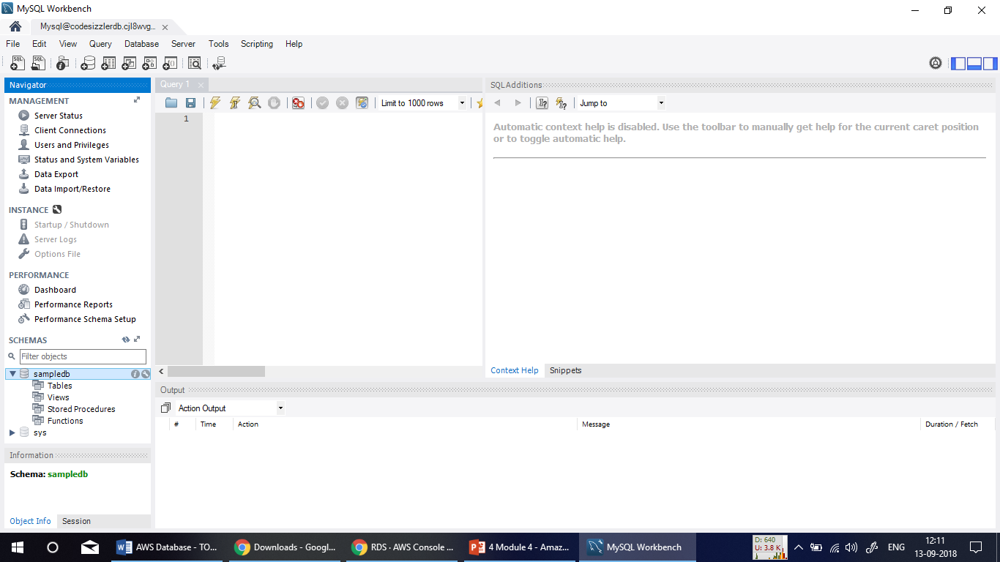 MySQL Workbench
Mysql@codesizzlerdb.cjl8wvg...
File Edit View Query Database Server Tools Scripting Help
Navigator
MANAGEMENT
Server Status
Client Connections
Users and Privileges
Status and System Variables
Data Export
Data Import/Restore
INSTANCE
Startup / Shutdown
Server Logs
Options File
PERFORMANCE
Dashboard
Performance Reports
Performance Schema Setup
SCHEMAS
Filter objects
sampledb
Tables
Views
Stored Procedures
Functions
sys
Information
Schema: sampledb
Object Info Session
Query 1
Limit to 1000 rows
1
SQLAdditions
Jump to
Automatic context help is disabled. Use the toolbar to manually get help for the current caret position
or to toggle automatic help.
Context Help Snippets
Output
Action Output
# Time Action Message Duration / Fetch
AWS Database - TO...
Downloads - Googl...
RDS · AWS Console ...
4 Module 4 - Amaz...
MySQL Workbench
D: 640
U: 3.8 K
ENG
12:11
13-09-2018